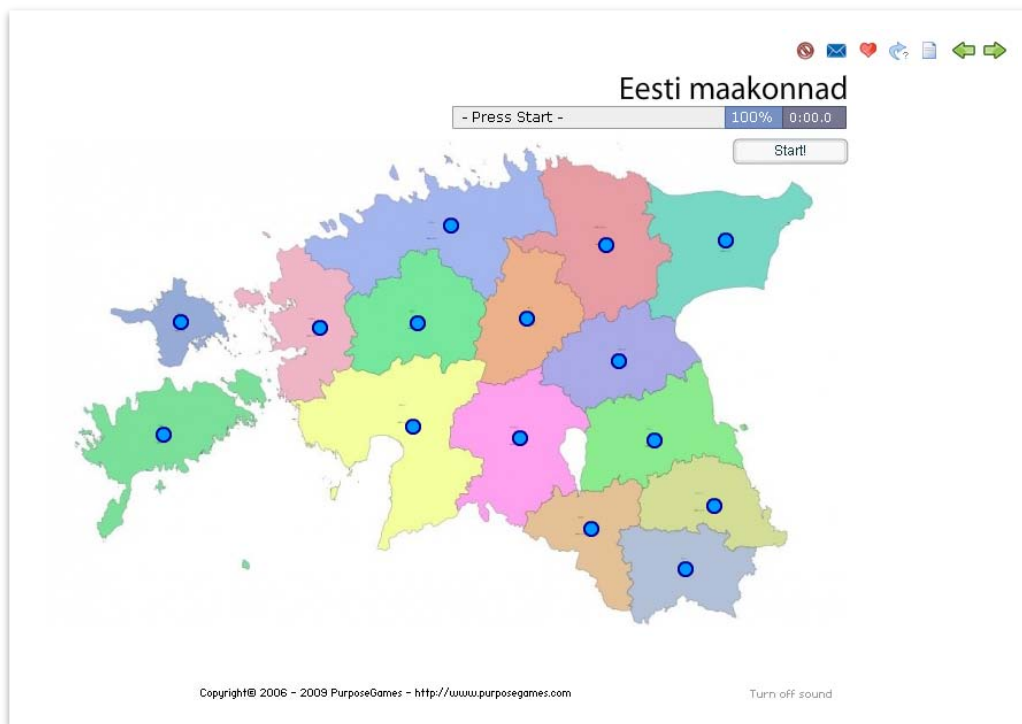 Eesti maakonnad
- Press Start -
100%
0:00.0
Start!
Copyright® 2006 - 2009 PurposeGames - http://www.purposegames.com
Turn off sound